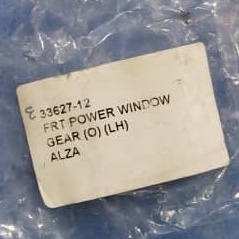 33627-12
FRT POWER WINDOW
GEAR (O) (LH)
ALZA